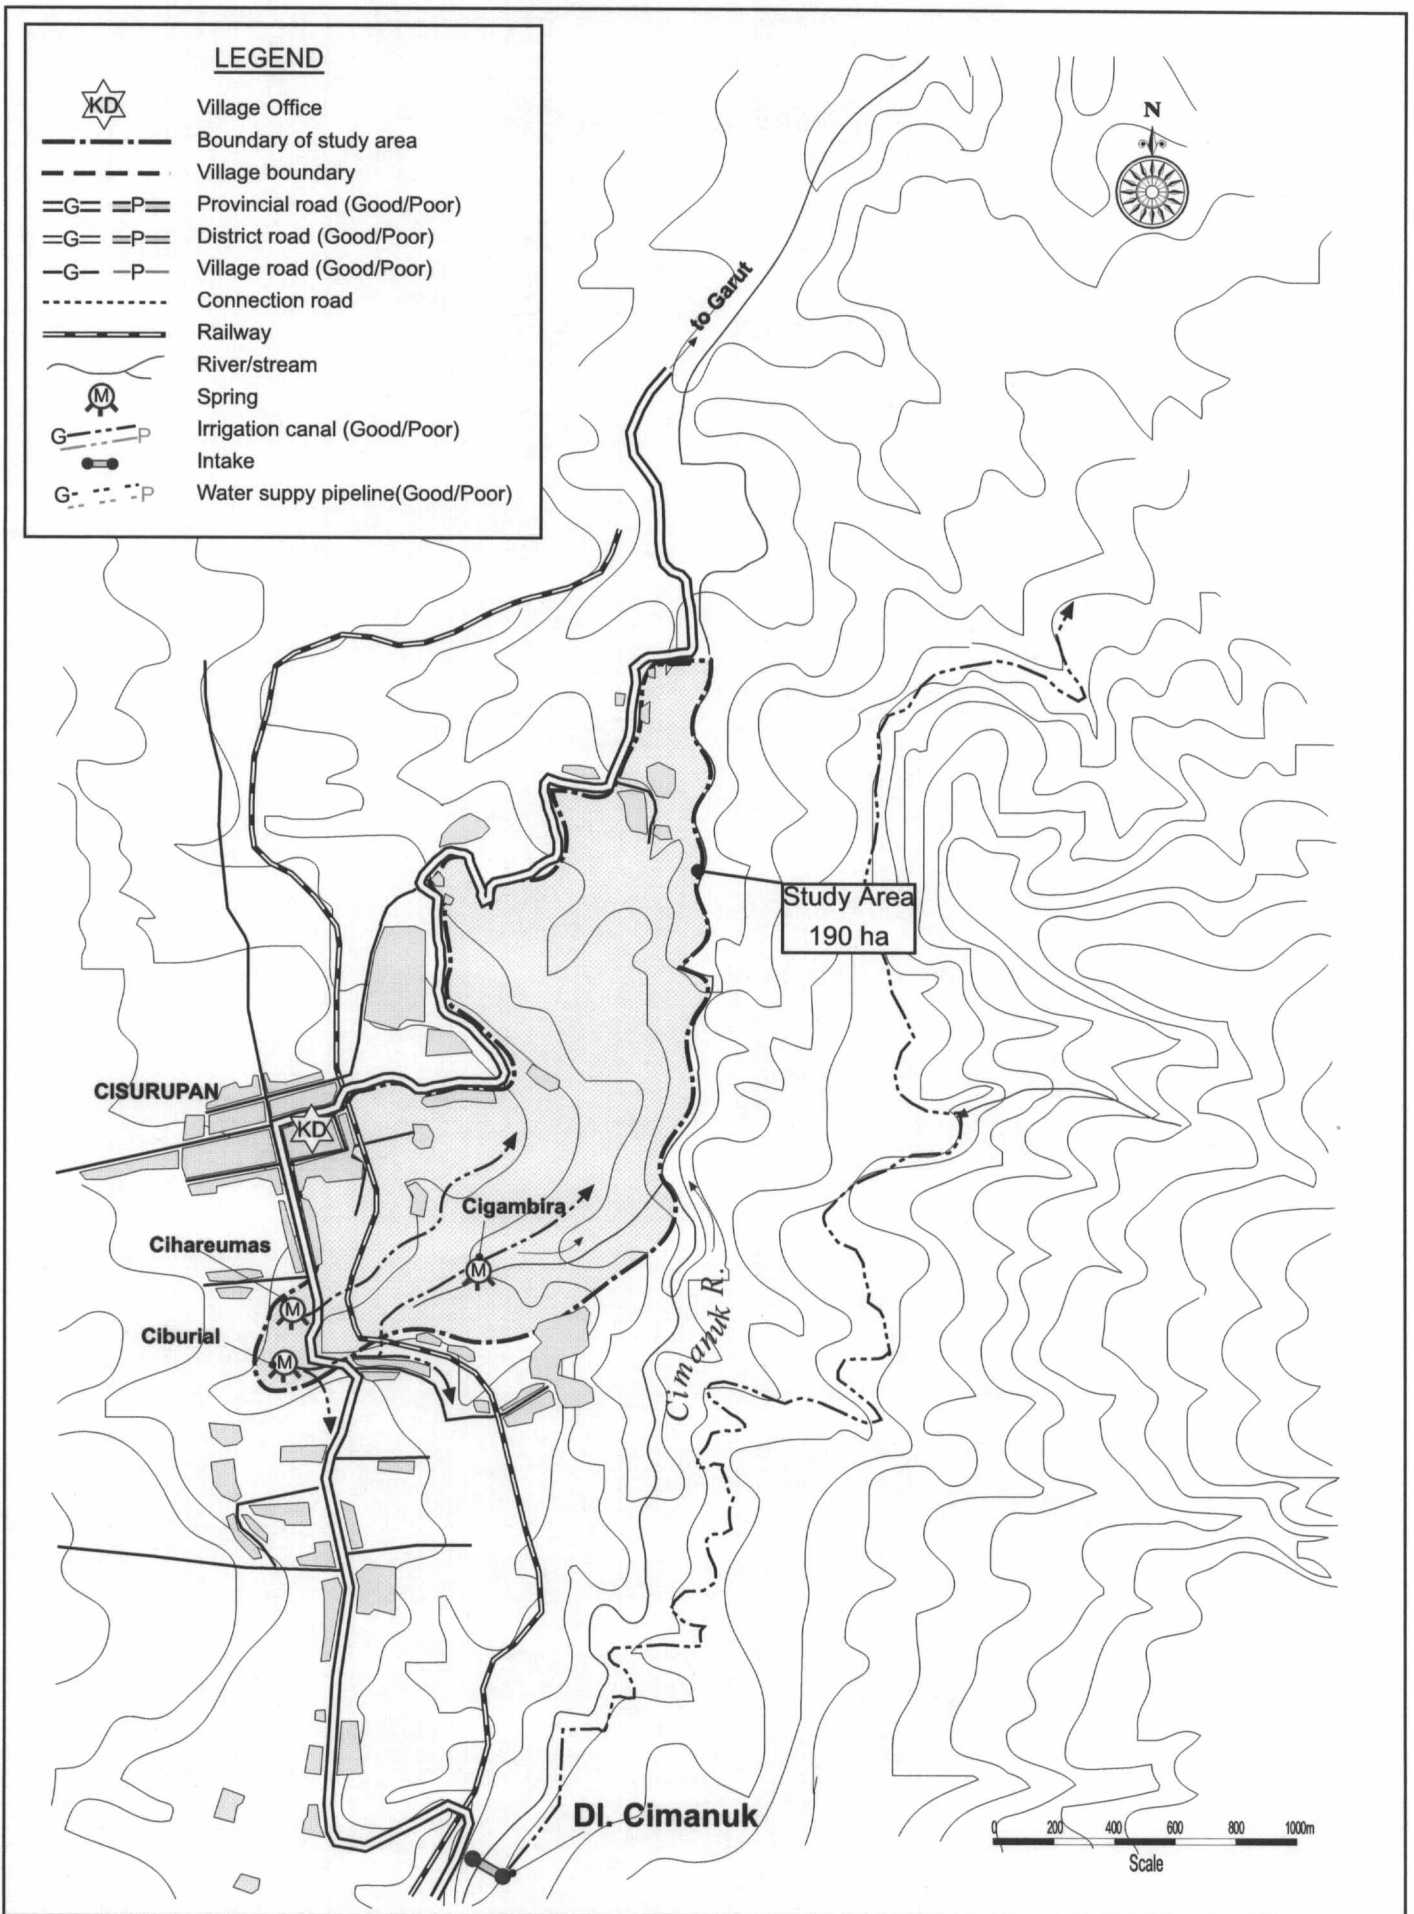 LEGEND
KD Village Office
Boundary of study area
Village boundary
=G= =P= Provincial road (Good/Poor)
=G= =P= District road (Good/Poor)
-G- -P- Village road (Good/Poor)
Connection road
Railway
River/stream
M Spring
G P Irrigation canal (Good/Poor)
Intake
G P Water suppy pipeline(Good/Poor)
N
to Garut
Study Area
190 ha
CISURUPAN
KD
Cigambira
Cihareumas
M
M
Ciburial
M
Cimanuk R.
DI. Cimanuk
0 200 400 600 800 1000m
Scale